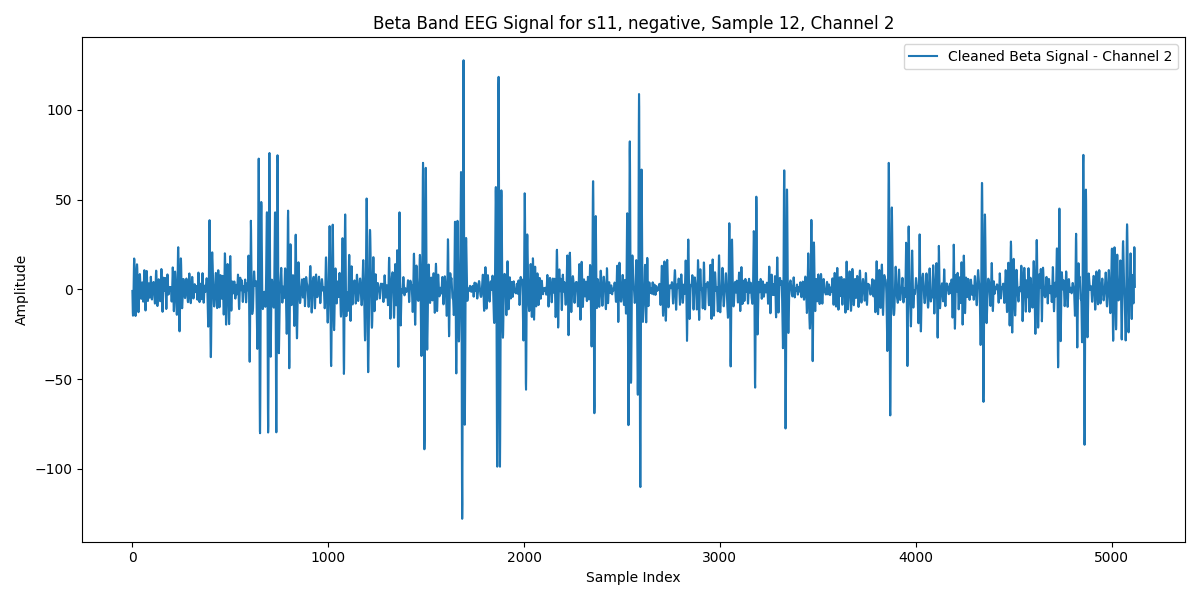 Beta Band EEG Signal for s11, negative, Sample 12, Channel 2
Cleaned Beta Signal - Channel 2
100
50
0
−50
−100
Amplitude
0 1000 2000 3000 4000 5000
Sample Index